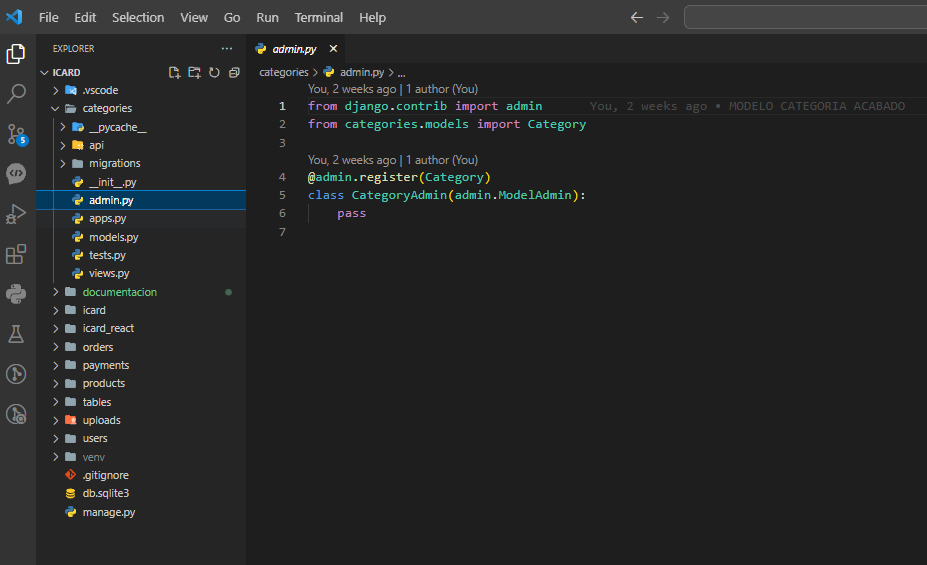 File Edit Selection View Go Run Terminal Help
EXPLORER ...
ICARD
.vscode
categories
__pycache__
api
migrations
__init__.py
admin.py
apps.py
models.py
tests.py
views.py
documentacion
icard
icard_react
orders
payments
products
tables
uploads
users
venv
.gitignore
db.sqlite3
manage.py
5
admin.py
categories > admin.py > ...
You, 2 weeks ago | 1 author (You)
1 from django.contrib import admin You, 2 weeks ago • MODELO CATEGORIA ACABADO
2 from categories.models import Category
3
You, 2 weeks ago | 1 author (You)
4 @admin.register(Category)
5 class CategoryAdmin(admin.ModelAdmin):
6 pass
7